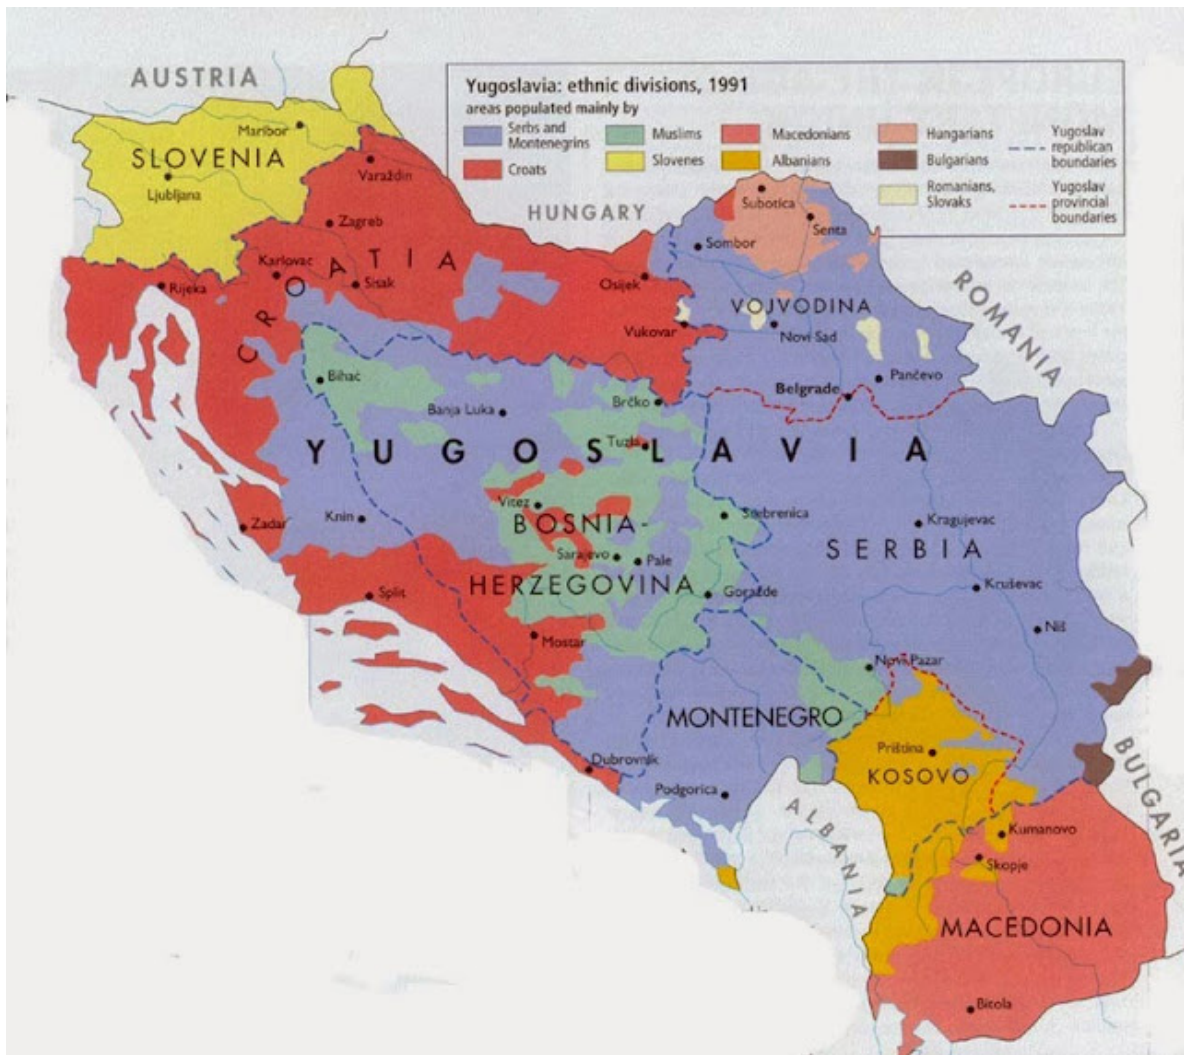 AUSTRIA
Yugoslavia: ethnic divisions, 1991
areas populated mainly by
Serbs and
Montenegrins
Croats
Muslims
Slovenes
Macedonians
Albanians
Hungarians
Bulgarians
Romanians,
Slovaks
Yugoslav
republican
boundaries
Yugoslav
provincial
boundaries
Maribor
SLOVENIA
Ljubljana
Varaždin
Zagreb
HUNGARY
Subotica
Senta
Sombor
CROATIA
Karlovac
Sisak
Rijeka
Osijek
Vukovar
VOJVODINA
Novi Sad
ROMANIA
Bihać
Banja Luka
Brčko
Belgrade
Pančevo
YUGOSLAVIA
Tuzla
Vitez
BOSNIA-
HERZEGOVINA
Srebrenica
Kragujevac
Zadar
Knin
Sarajevo
Pale
SERBIA
Split
Goražde
Kruševac
Niš
Mostar
Novi Pazar
MONTENEGRO
Priština
KOSOVO
BULGARIA
Dubrovnik
Podgorica
ALBANIA
Kumanovo
Skopje
MACEDONIA
Bitola